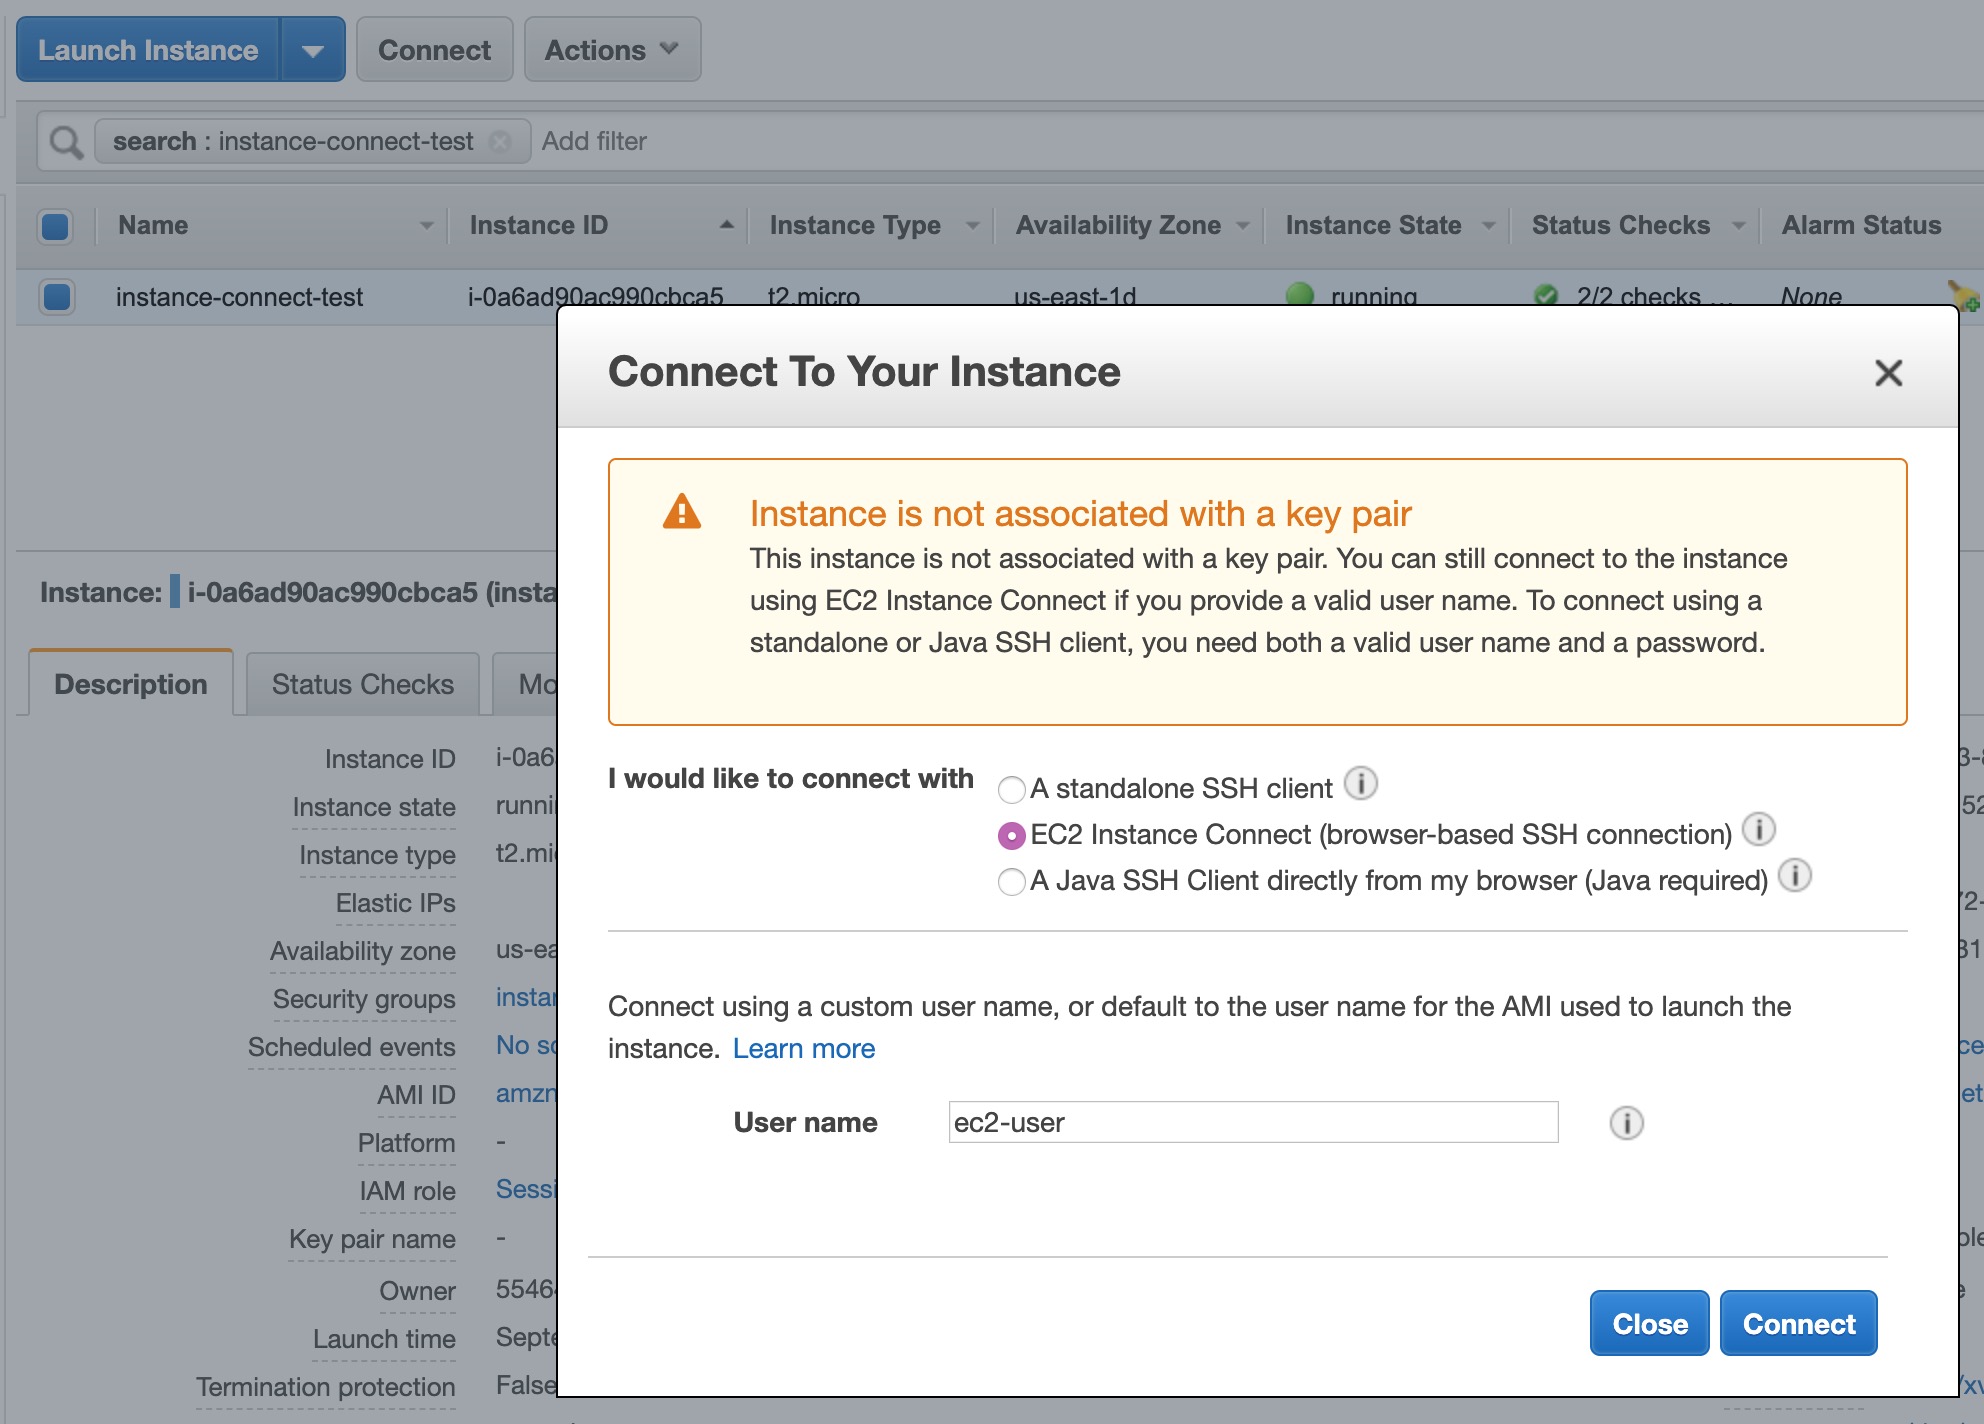 Launch Instance
Connect
Actions
search : instance-connect-test
Add filter
Name
Instance ID
Instance Type
Availability Zone
Instance State
Status Checks
Alarm Status
instance-connect-test
i-0a6ad90ac990cbca5
t2.micro
us-east-1d
running
2/2 checks ...
None
Connect To Your Instance
Instance is not associated with a key pair
This instance is not associated with a key pair. You can still connect to the instance
using EC2 Instance Connect if you provide a valid user name. To connect using a
standalone or Java SSH client, you need both a valid user name and a password.
I would like to connect with
A standalone SSH client
EC2 Instance Connect (browser-based SSH connection)
A Java SSH Client directly from my browser (Java required)
Connect using a custom user name, or default to the user name for the AMI used to launch the
instance. Learn more
User name
ec2-user
Close
Connect
Instance: i-0a6ad90ac990cbca5 (insta
Description
Status Checks
Mo
Instance ID
i-0a6
Instance state
runni
Instance type
t2.mi
Elastic IPs
Availability zone
us-ea
Security groups
instar
Scheduled events
No sc
AMI ID
amzn
Platform
-
IAM role
Sessi
Key pair name
-
Owner
5546
Launch time
Septe
Termination protection
False